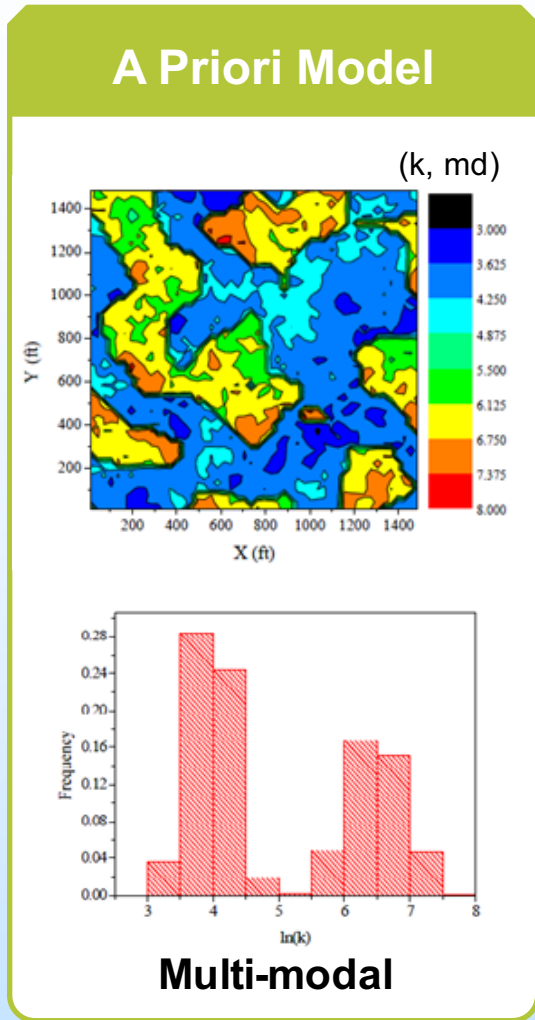 A Priori Model
(k, md)
1400
1200
1000
800
600
400
200
Y (ft)
200 400 600 800 1000 1200 1400
X (ft)
3.000
3.625
4.250
4.875
5.500
6.125
6.750
7.375
8.000
0.28
0.24
0.20
0.16
0.12
0.08
0.04
0.00
Frequency
3 4 5 6 7 8
ln(k)
Multi-modal